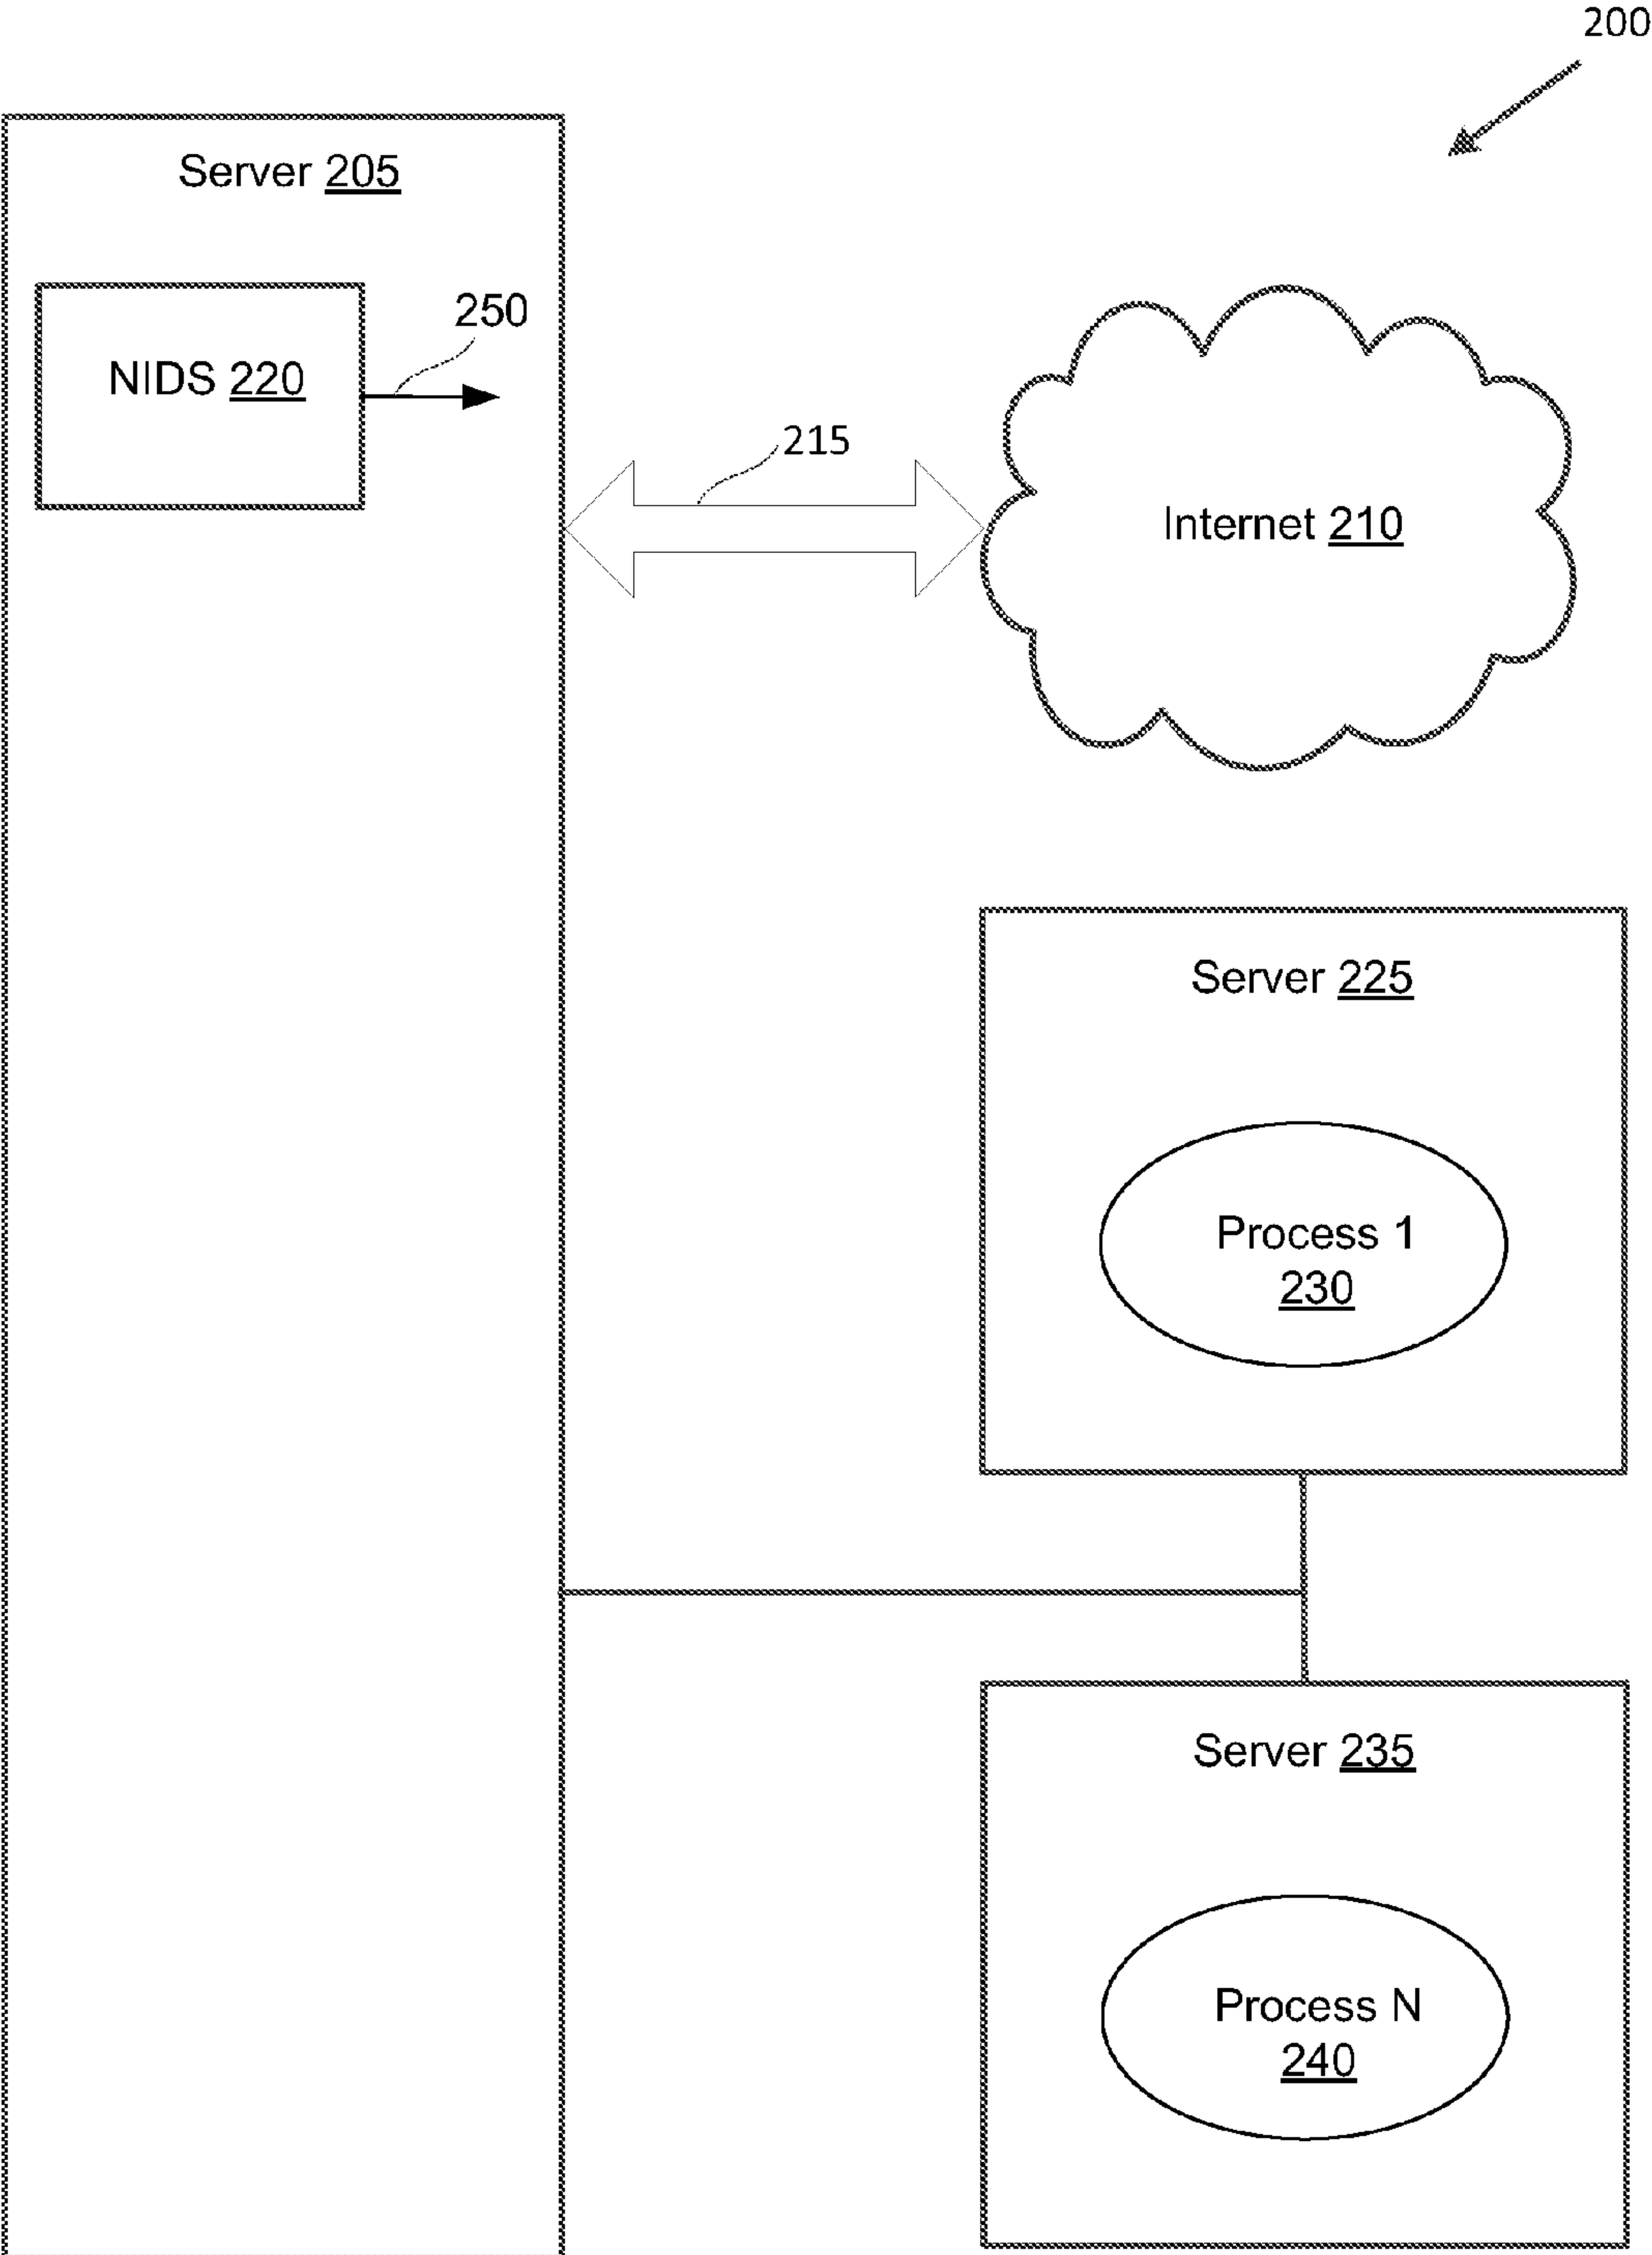 200
Server 205
250
NIDS 220
215
Internet 210
Server 225
Process 1
230
Server 235
Process N
240